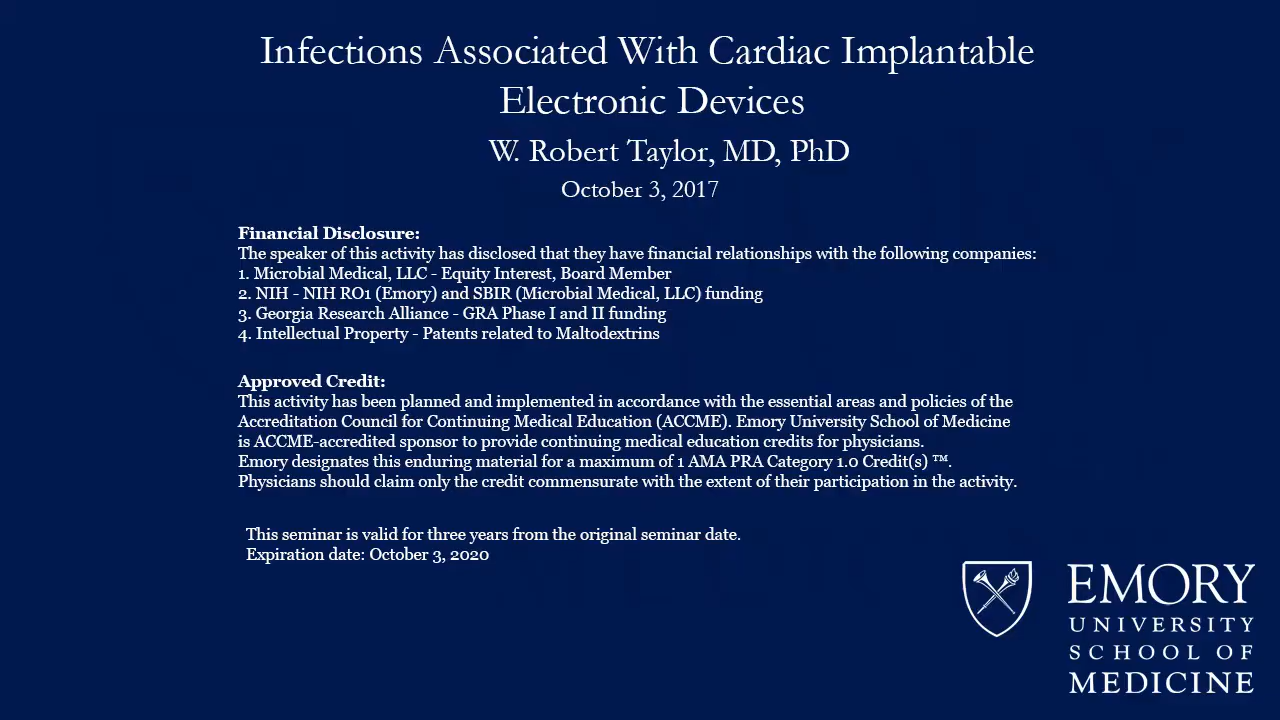 Infections Associated With Cardiac Implantable
Electronic Devices
W. Robert Taylor, MD, PhD
October 3, 2017
Financial Disclosure:
The speaker of this activity has disclosed that they have financial relationships with the following companies:
1. Microbial Medical, LLC - Equity Interest, Board Member
2. NIH - NIH RO1 (Emory) and SBIR (Microbial Medical, LLC) funding
3. Georgia Research Alliance - GRA Phase I and II funding
4. Intellectual Property - Patents related to Maltodextrins
Approved Credit:
This activity has been planned and implemented in accordance with the essential areas and policies of the
Accreditation Council for Continuing Medical Education (ACCME). Emory University School of Medicine
is ACCME-accredited sponsor to provide continuing medical education credits for physicians.
Emory designates this enduring material for a maximum of 1 AMA PRA Category 1.0 Credit(s) ™.
Physicians should claim only the credit commensurate with the extent of their participation in the activity.
This seminar is valid for three years from the original seminar date.
Expiration date: October 3, 2020
EMORY
UNIVERSITY
SCHOOL OF
MEDICINE